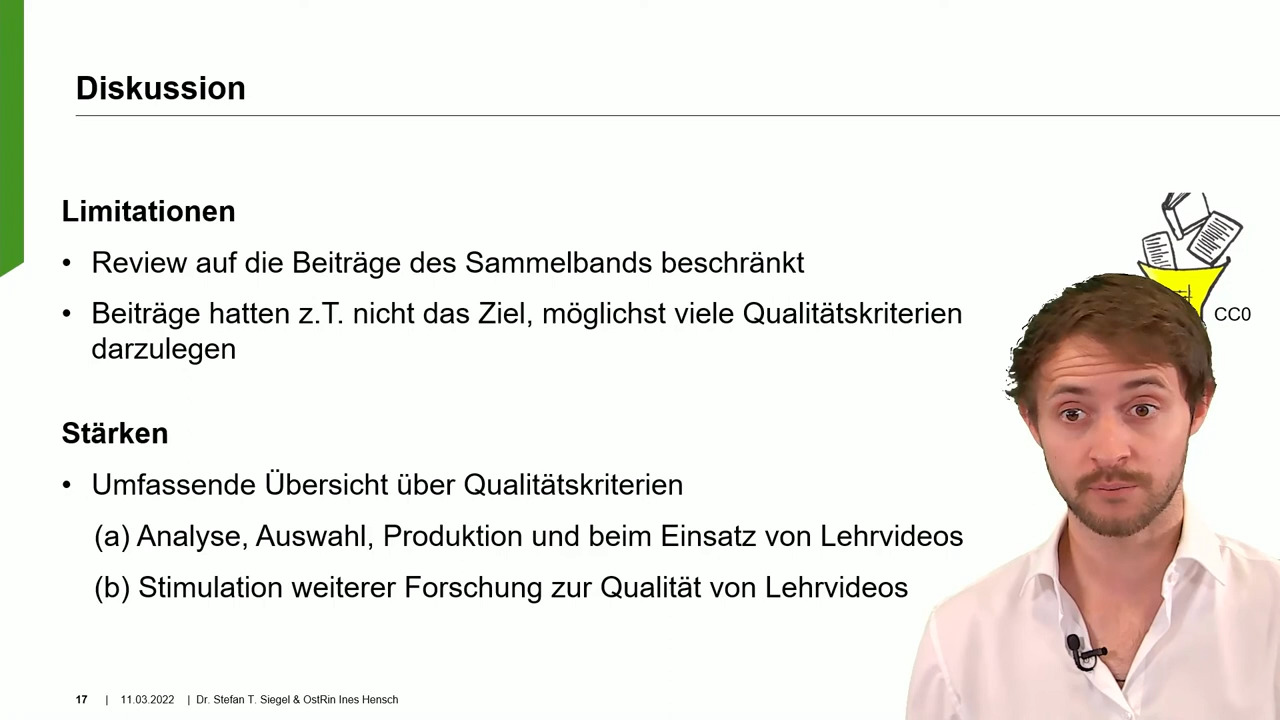 Diskussion
Limitationen
• Review auf die Beiträge des Sammelbands beschränkt
• Beiträge hatten z.T. nicht das Ziel, möglichst viele Qualitätskriterien
darzulegen
CC0
Stärken
• Umfassende Übersicht über Qualitätskriterien
(a) Analyse, Auswahl, Produktion und beim Einsatz von Lehrvideos
(b) Stimulation weiterer Forschung zur Qualität von Lehrvideos
17 | 11.03.2022 | Dr. Stefan T. Siegel & OstRin Ines Hensch